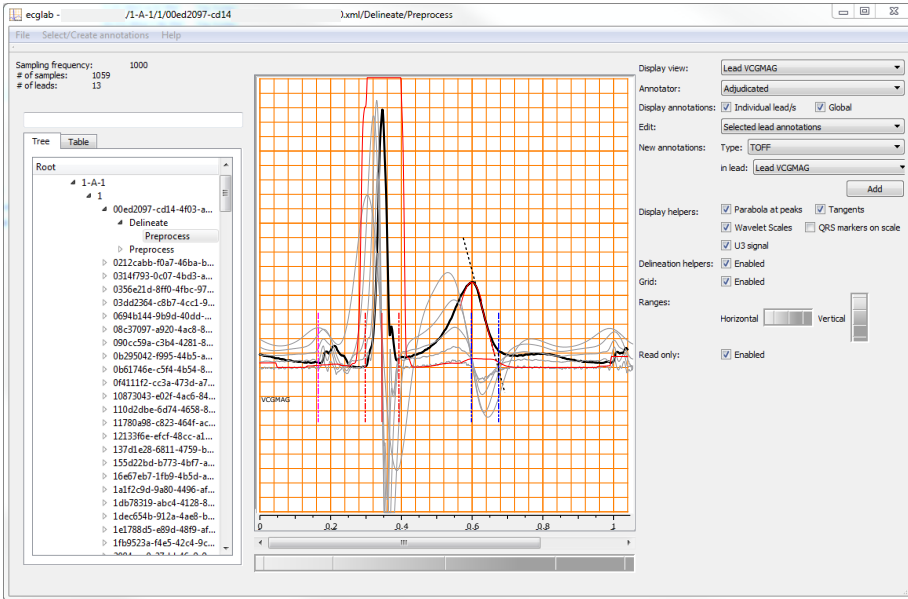 ecglab - /1-A-1/1/00ed2097-cd14 0.xml/Delineate/Preprocess
File Select/Create annotations Help
Sampling frequency: 1000
# of samples: 1059
# of leads: 13
Tree Table
Root
1-A-1
1
00ed2097-cd14-4f03-a...
Delineate
Preprocess
Preprocess
0212cabb-f0a7-46ba-b...
0314f793-0c07-4bd3-a...
0356e21d-8ff0-4fbc-97...
03dd2364-c8b7-4cc1-9...
0694b144-9b9d-40dd-...
08c37097-a920-4ac8-8...
090cc59a-c3b4-4281-8...
0b295042-f995-44b5-a...
0b61746e-c5f4-4b54-8...
0f4111f2-cc3a-473d-a7...
10873043-e02f-4ac6-84...
110d2dbe-6d74-4658-8...
11780a98-c823-464f-ac...
12133f6e-efcf-48cc-a1...
137d1e28-6811-4759-b...
155d22bd-b773-4bf7-a...
16e67eb7-1fb9-4b5d-a...
1a1f2c9d-9a80-4496-af...
1db78319-abc4-4128-8...
1dec654b-912a-4ae8-b...
1e1788d5-e89d-48f9-af...
1fb9523a-f4e5-42c4-9c...
VCGMAG
0 0.2 0.4 0.6 0.8 1
Display view: Lead VCGMAG
Annotator: Adjudicated
Display annotations: Individual lead/s Global
Edit: Selected lead annotations
New annotations: Type: TOFF
in lead: Lead VCGMAG
Add
Display helpers: Parabola at peaks Tangents
Wavelet Scales QRS markers on scale
U3 signal
Delineation helpers: Enabled
Grid: Enabled
Ranges:
Horizontal Vertical
Read only: Enabled